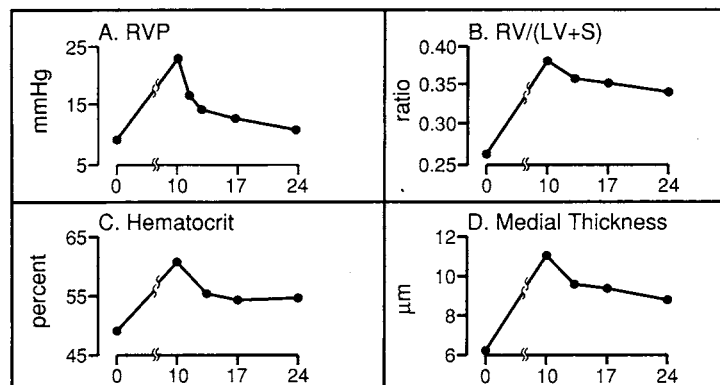 A. RVP
25
15
5
mmHg
0 10 17 24
B. RV/(LV+S)
0.40
0.35
0.30
0.25
ratio
0 10 17 24
C. Hematocrit
65
55
45
percent
0 10 17 24
D. Medial Thickness
12
10
8
6
µm
0 10 17 24